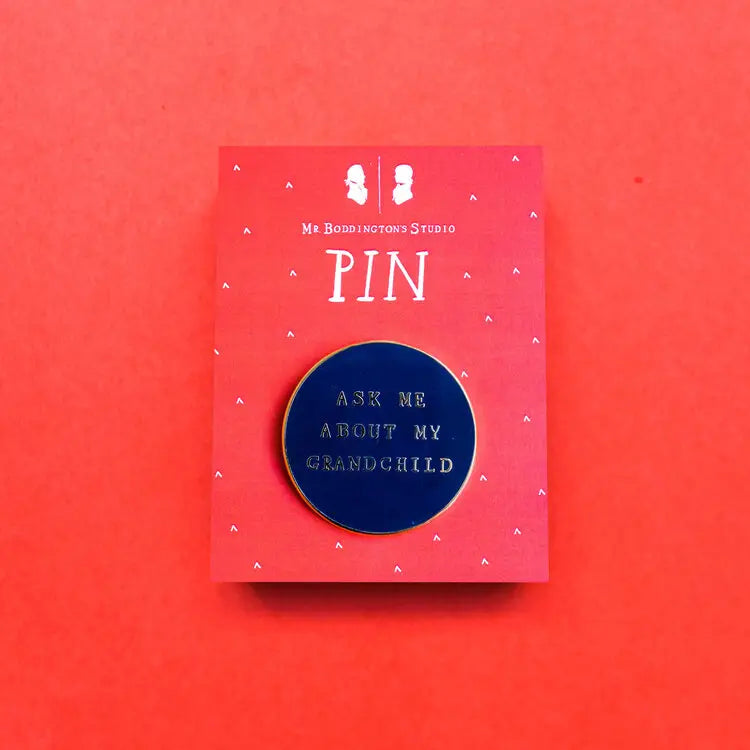 MR. BODDINGTON'S STUDIO
PIN
ASK ME
ABOUT MY
GRANDCHILD